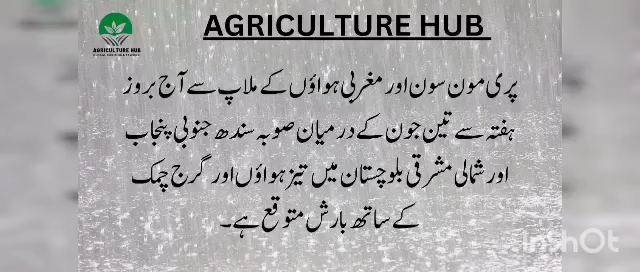 AGRICULTURE HUB
AGRICULTURE HUB
پری مون سون اور مغربی ہواؤں کے ملاپ سے آج بروز
ہفتہ سے تین جون کے درمیان صوبہ سندھ جنوبی پنجاب
اور شمالی مشرقی بلوچستان میں تیز ہواؤں اور گرج چمک
کے ساتھ بارش متوقع ہے۔
InShOt